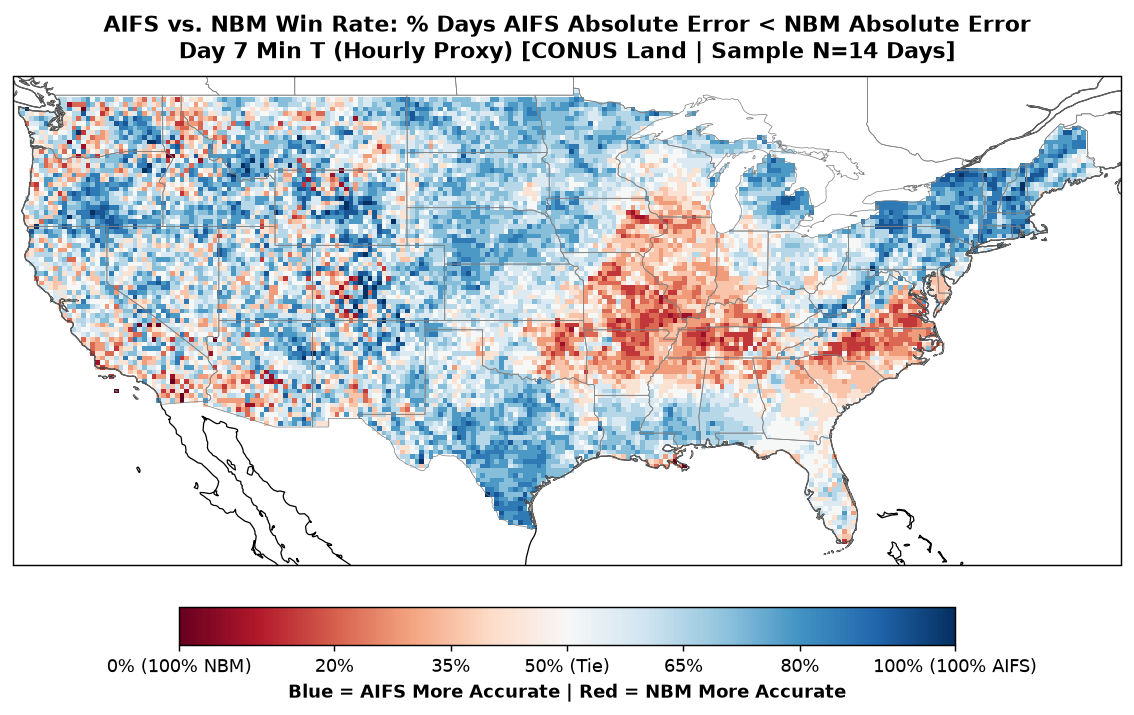 AIFS vs. NBM Win Rate: % Days AIFS Absolute Error < NBM Absolute Error
Day 7 Min T (Hourly Proxy) [CONUS Land | Sample N=14 Days]
0% (100% NBM) 20% 35% 50% (Tie) 65% 80% 100% (100% AIFS)
Blue = AIFS More Accurate | Red = NBM More Accurate